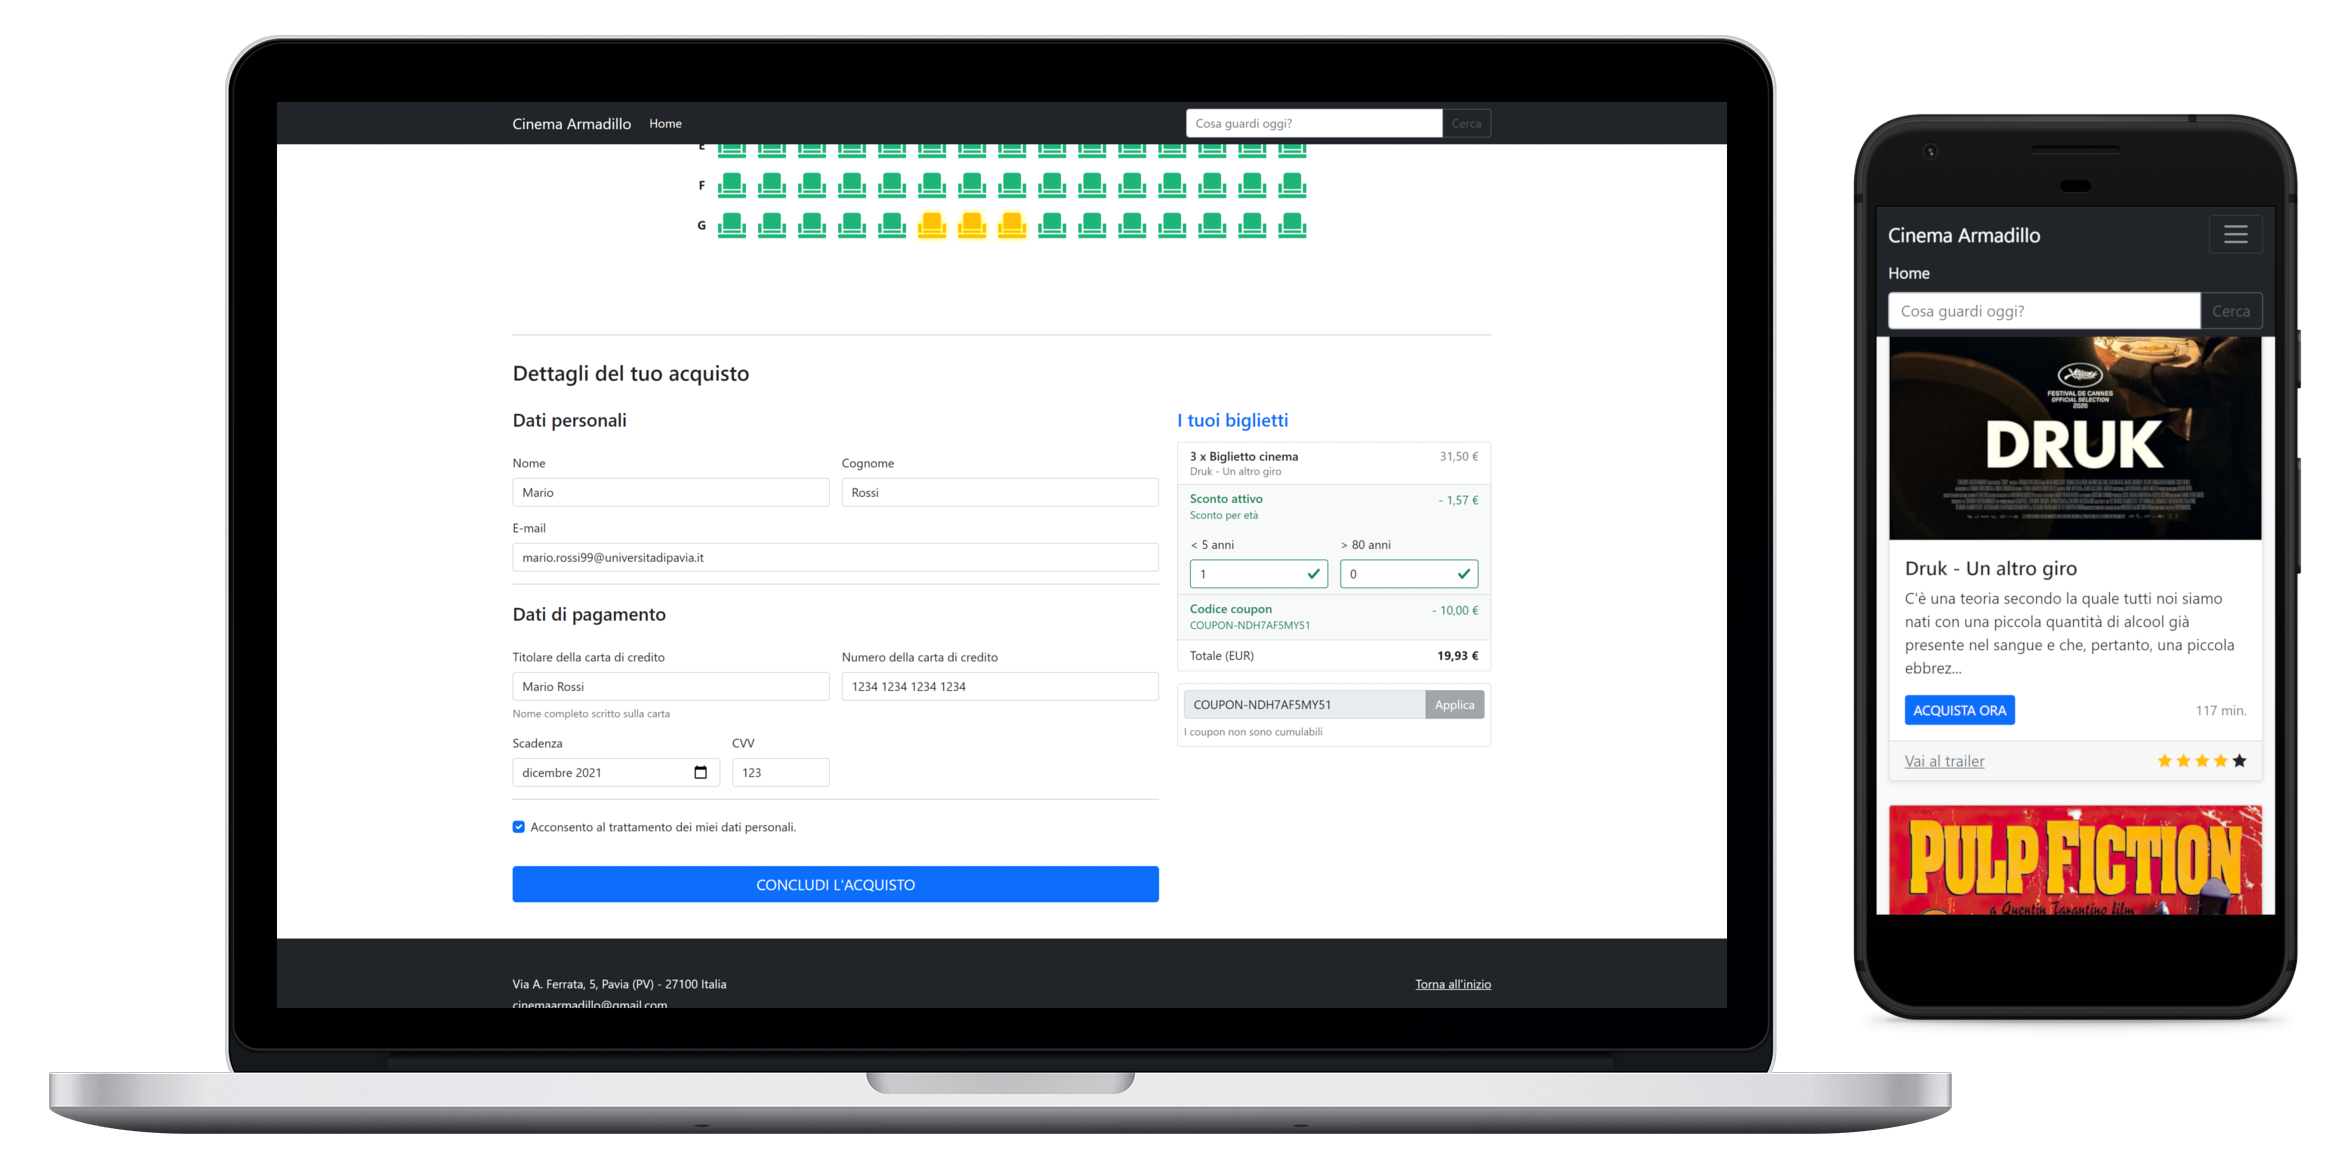 Cinema Armadillo Home Cosa guardi oggi? Cerca
E
F
G
Dettagli del tuo acquisto
Dati personali
Nome Cognome
Mario Rossi
E-mail
mario.rossi99@universitadipavia.it
Dati di pagamento
Titolare della carta di credito Numero della carta di credito
Mario Rossi 1234 1234 1234 1234
Nome completo scritto sulla carta
Scadenza CVV
dicembre 2021 123
Acconsento al trattamento dei miei dati personali.
CONCLUDI L'ACQUISTO
I tuoi biglietti
3 x Biglietto cinema 31,50 €
Druk - Un altro giro
Sconto attivo - 1,57 €
Sconto per età
< 5 anni > 80 anni
1 0
Codice coupon - 10,00 €
COUPON-NDH7AF5MY51
Totale (EUR) 19,93 €
COUPON-NDH7AF5MY51 Applica
I coupon non sono cumulabili
Via A. Ferrata, 5, Pavia (PV) - 27100 Italia Torna all'inizio
cinemaarmadillo@gmail.com
Cinema Armadillo
Home
Cosa guardi oggi? Cerca
FESTIVAL DE CANNES
OFFICIAL SELECTION
2020
DRUK
Druk - Un altro giro
C'è una teoria secondo la quale tutti noi siamo
nati con una piccola quantità di alcool già
presente nel sangue e che, pertanto, una piccola
ebbrez...
ACQUISTA ORA 117 min.
Vai al trailer
PULP FICTION
a Quentin Tarantino film